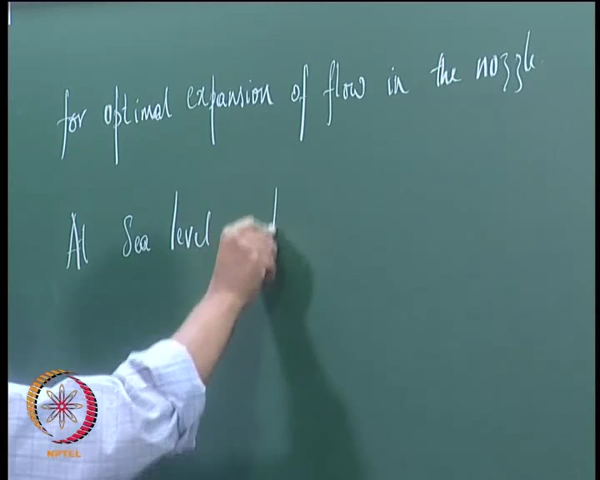 for optimal expansion of flow in the nozzle
At Sea level
NPTEL